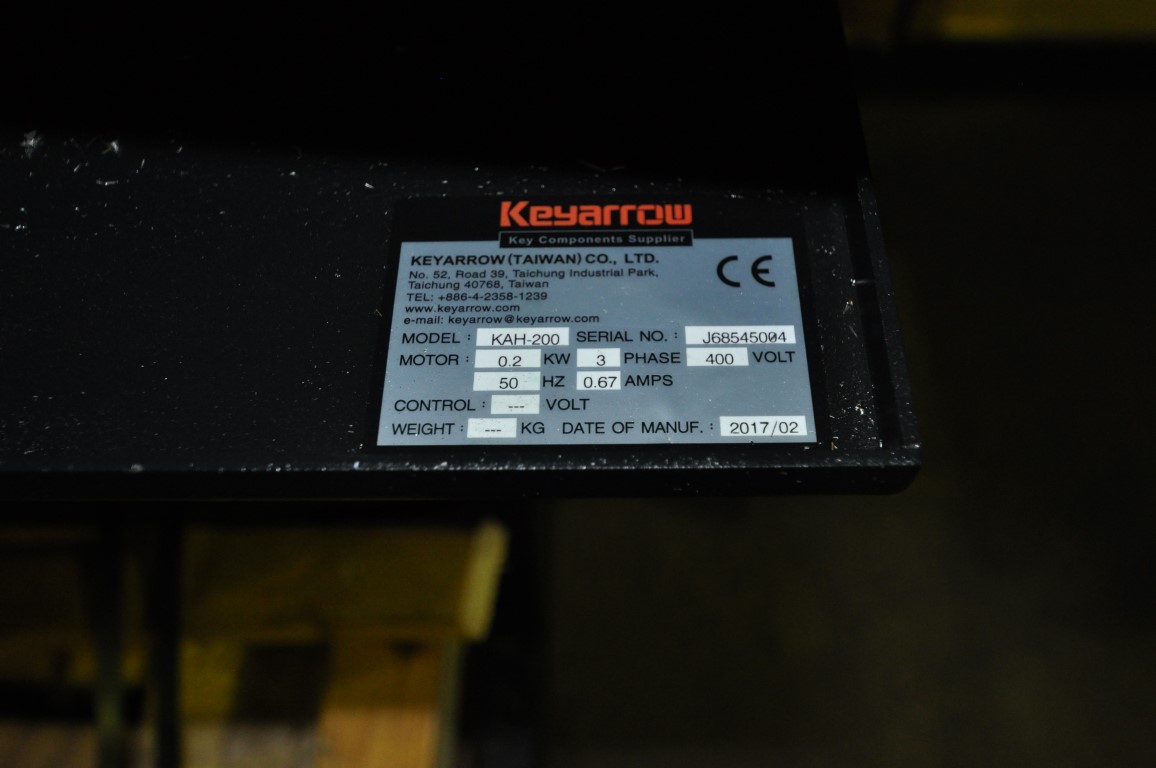 Keyarrow
Key Components Supplier
KEYARROW (TAIWAN) CO., LTD.
No. 52, Road 39, Taichung Industrial Park,
Taichung 40768, Taiwan
TEL: +886-4-2358-1239
www.keyarrow.com
e-mail: keyarrow@keyarrow.com
CE
MODEL : KAH-200 SERIAL NO. : J68545004
MOTOR : 0.2 KW 3 PHASE 400 VOLT
50 HZ 0.67 AMPS
CONTROL : --- VOLT
WEIGHT : --- KG DATE OF MANUF. : 2017/02